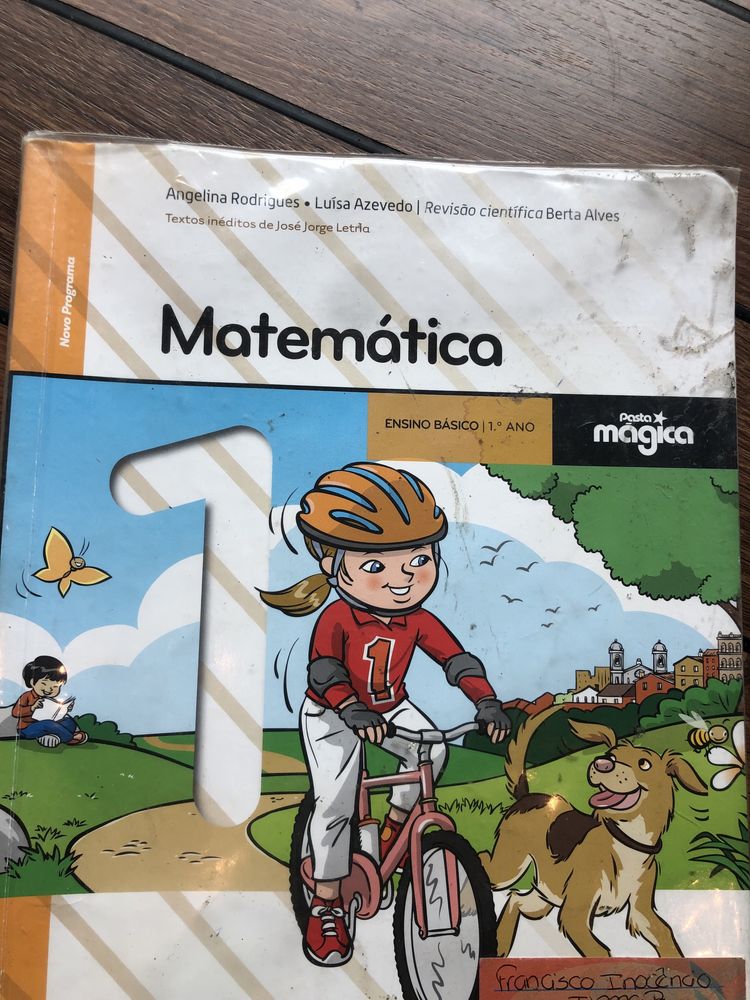 Angelina Rodrigues • Luísa Azevedo | Revisão científica Berta Alves
Textos inéditos de José Jorge Letria
Novo Programa
Matemática
ENSINO BÁSICO | 1.º ANO
Pasta
mágica
1
1
Francisco Inocêncio